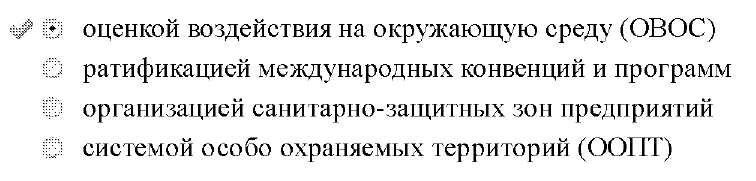 оценкой воздействия на окружающую среду (ОВОС)
ратификацией международных конвенций и программ
организацией санитарно-защитных зон предприятий
системой особо охраняемых территорий (ООПТ)